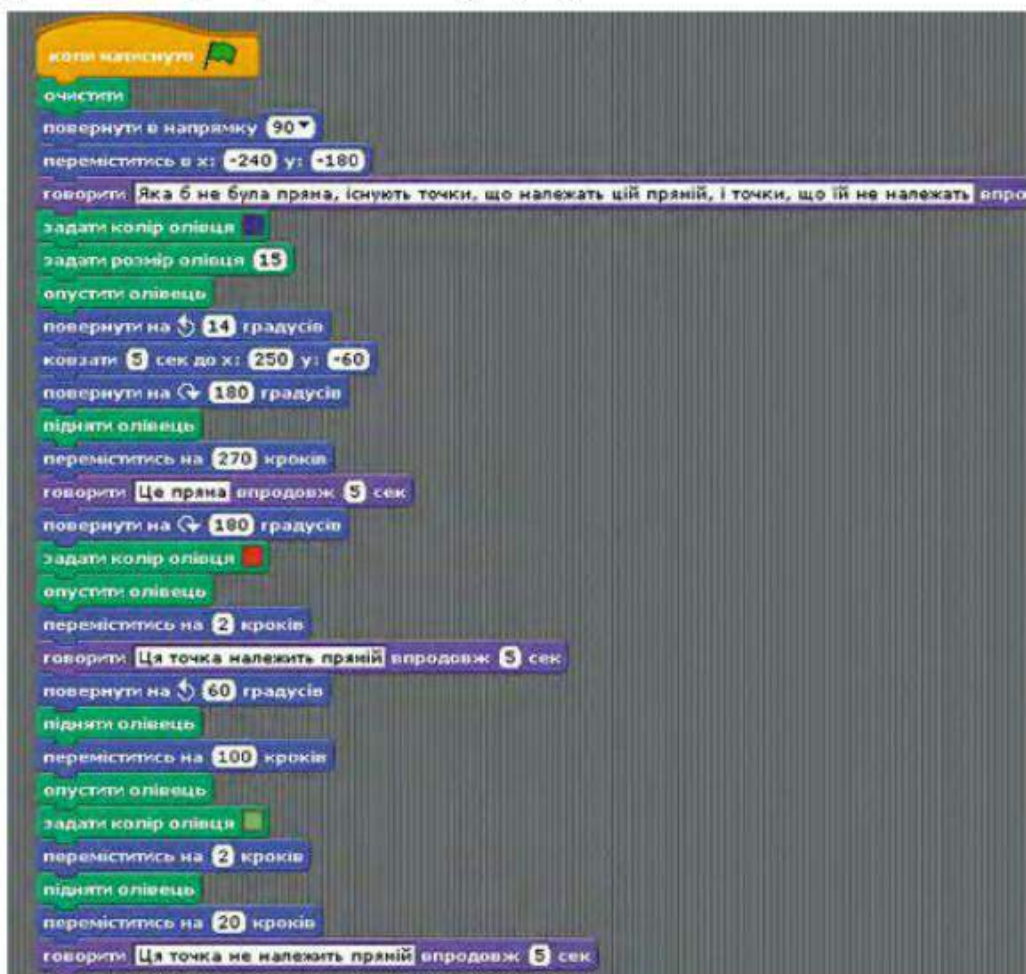 коли натиснуто
очистити
повернути в напрямку 90
переміститись в x: -240 y: -180
говорити Яка б не була пряма, існують точки, що належать цій прямій, і точки, що їй не належать впро
задати колір олівця
задати розмір олівця 15
опустити олівець
повернути на 14 градусів
ковзати 5 сек до x: 250 y: -60
повернути на 180 градусів
підняти олівець
переміститись на 270 кроків
говорити Це пряма впродовж 5 сек
повернути на 180 градусів
задати колір олівця
опустити олівець
переміститись на 2 кроків
говорити Ця точка належить прямій впродовж 5 сек
повернути на 60 градусів
підняти олівець
переміститись на 100 кроків
опустити олівець
задати колір олівця
переміститись на 2 кроків
підняти олівець
переміститись на 20 кроків
говорити Ця точка не належить прямій впродовж 5 сек